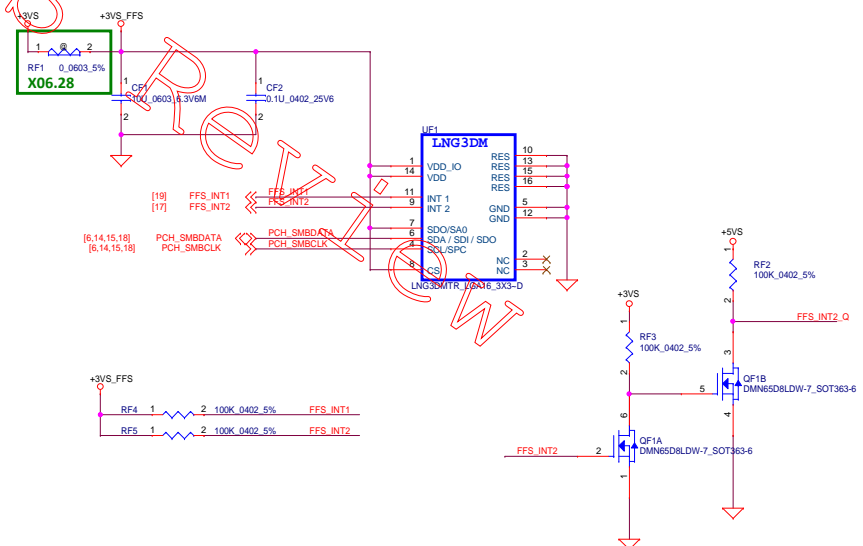 +3VS
+3VS_FFS
1 @ 2
RF1 0_0603_5%
X06.28
1
CF1
10U_0603_6.3V6M
2
1
CF2
0.1U_0402_25V6
2
UF1
LNG3DM
1 VDD_IO
14 VDD
11 INT 1
9 INT 2
7 SDO/SA0
6 SDA / SDI / SDO
4 SCL/SPC
8 CS
RES 10
RES 13
RES 15
RES 16
GND 5
GND 12
NC 2
NC 3
LNG3DMTR_LGA16_3X3~D
[19] FFS_INT1 FFS_INT1
[17] FFS_INT2 FFS_INT2
[6,14,15,18] PCH_SMBDATA PCH_SMBDATA
[6,14,15,18] PCH_SMBCLK PCH_SMBCLK
+5VS
1
RF2
100K_0402_5%
2
FFS_INT2_Q
+3VS
1
RF3
100K_0402_5%
2
3
5
QF1B
DMN65D8LDW-7_SOT363-6
4
6
FFS_INT2 2
QF1A
DMN65D8LDW-7_SOT363-6
1
+3VS_FFS
RF4 1 2 100K_0402_5% FFS_INT1
RF5 1 2 100K_0402_5% FFS_INT2
Review